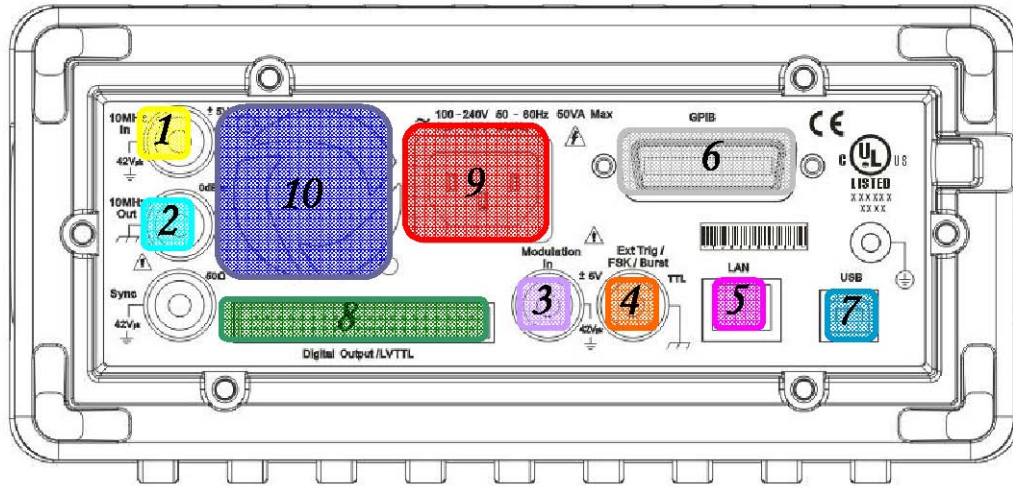 10MHz
In
1
± 5V
42Vpk
10
~ 100-240V 50 - 60Hz 50VA Max
9
GPIB
6
CE
C UL US
LISTED
XXXXXX
XXXX
0dB
10MHz
Out
2
Sync
50Ω
42Vpk
8
Digital Output/LVTTL
Modulation
In
± 5V
3
42Vpk
Ext Trig /
FSK / Burst
TTL
4
LAN
5
USB
7